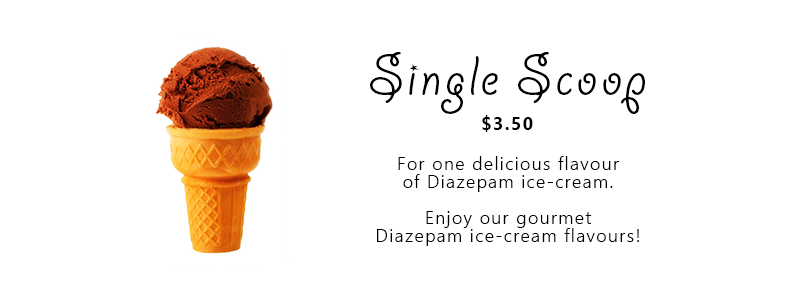 Single Scoop
$3.50
For one delicious flavour
of Diazepam ice-cream.
Enjoy our gourmet
Diazepam ice-cream flavours!